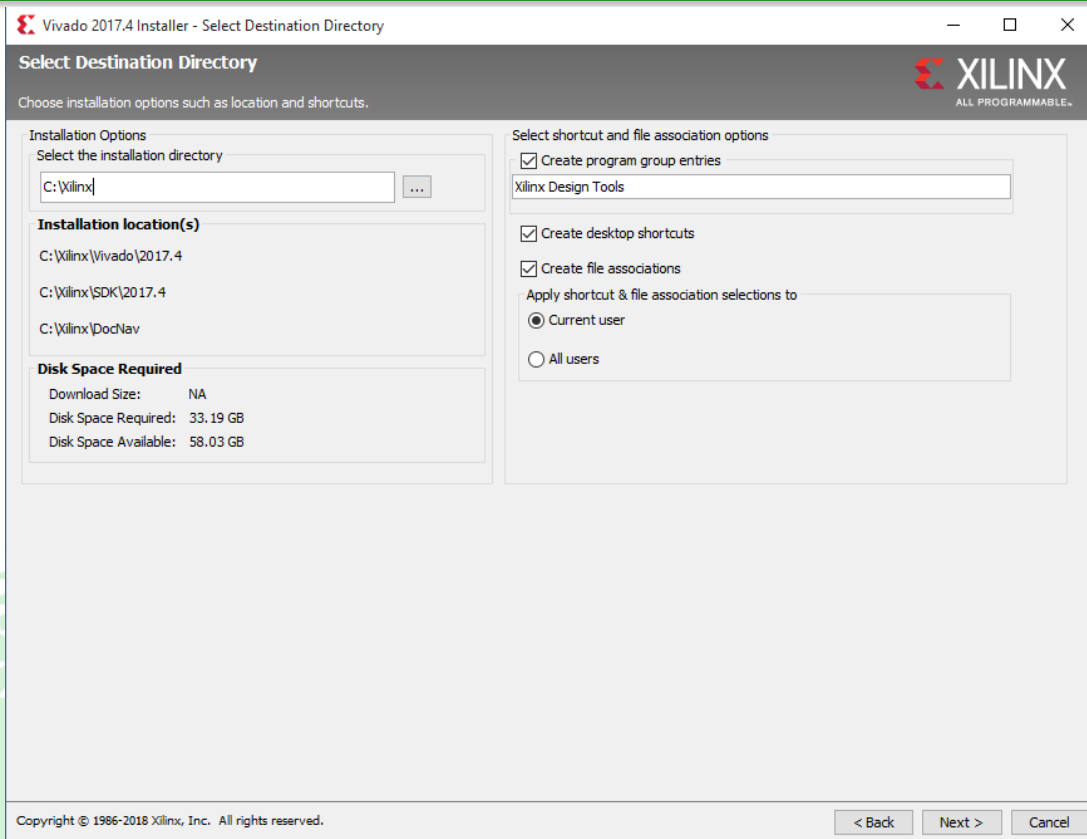 Vivado 2017.4 Installer - Select Destination Directory
Select Destination Directory
Choose installation options such as location and shortcuts.
XILINX
ALL PROGRAMMABLE™
Installation Options
Select the installation directory
C:\Xilinx
...
Installation location(s)
C:\Xilinx\Vivado\2017.4
C:\Xilinx\SDK\2017.4
C:\Xilinx\DocNav
Disk Space Required
Download Size: NA
Disk Space Required: 33.19 GB
Disk Space Available: 58.03 GB
Select shortcut and file association options
Create program group entries
Xilinx Design Tools
Create desktop shortcuts
Create file associations
Apply shortcut & file association selections to
Current user
All users
Copyright © 1986-2018 Xilinx, Inc. All rights reserved.
< Back
Next >
Cancel